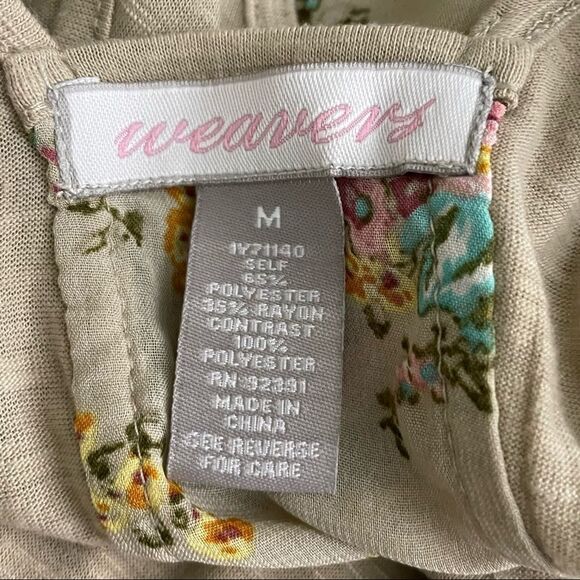 weavers
M
1Y71140
SELF
65%
POLYESTER
35% RAYON
CONTRAST
100%
POLYESTER
RN 92391
MADE IN
CHINA
SEE REVERSE
FOR CARE